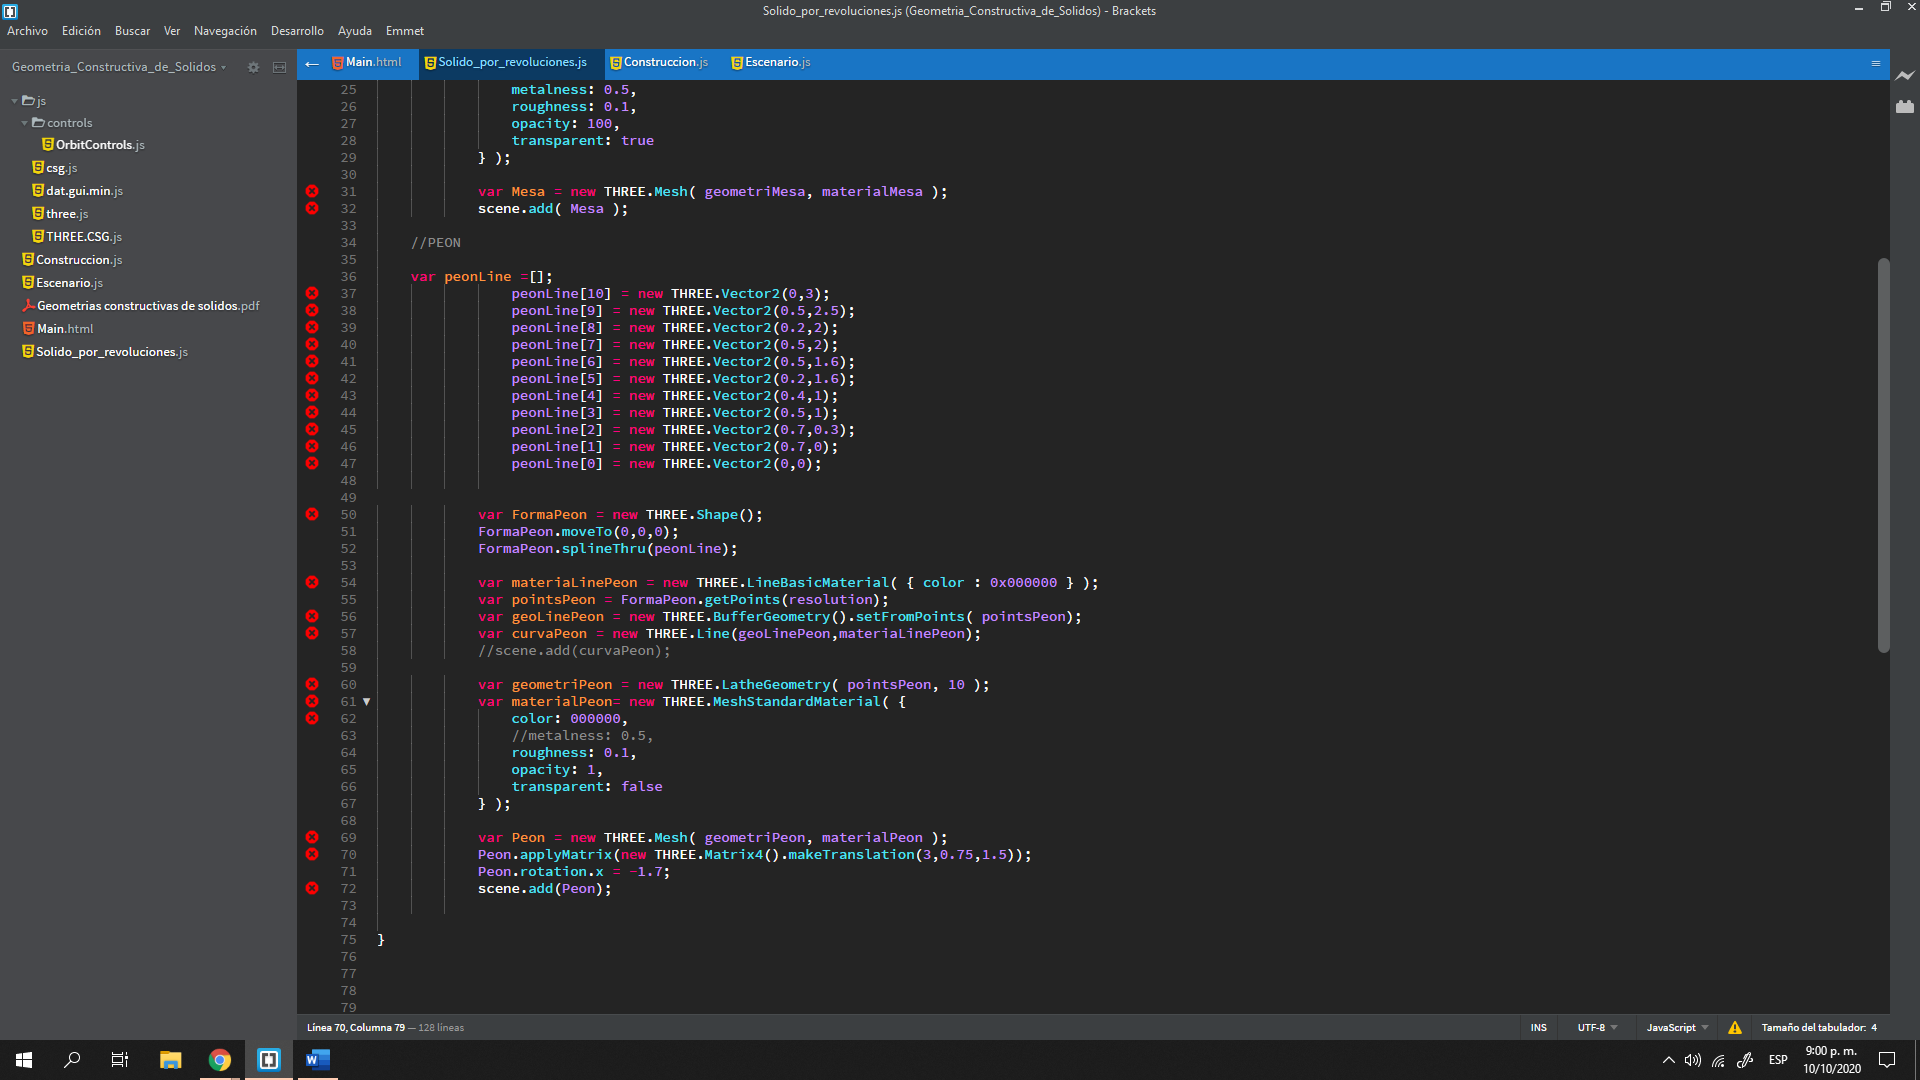 Solido_por_revoluciones.js (Geometria_Constructiva_de_Solidos) - Brackets
Archivo Edición Buscar Ver Navegación Desarrollo Ayuda Emmet
Geometria_Constructiva_de_Solidos
js
controls
OrbitControls.js
csg.js
dat.gui.min.js
three.js
THREE.CSG.js
Construccion.js
Escenario.js
Geometrias constructivas de solidos.pdf
Main.html
Solido_por_revoluciones.js
Main.html Solido_por_revoluciones.js Construccion.js Escenario.js
25 metalness: 0.5,
26 roughness: 0.1,
27 opacity: 100,
28 transparent: true
29 } );
30
31 var Mesa = new THREE.Mesh( geometriMesa, materialMesa );
32 scene.add( Mesa );
33
34 //PEON
35
36 var peonLine =[];
37 peonLine[10] = new THREE.Vector2(0,3);
38 peonLine[9] = new THREE.Vector2(0.5,2.5);
39 peonLine[8] = new THREE.Vector2(0.2,2);
40 peonLine[7] = new THREE.Vector2(0.5,2);
41 peonLine[6] = new THREE.Vector2(0.5,1.6);
42 peonLine[5] = new THREE.Vector2(0.2,1.6);
43 peonLine[4] = new THREE.Vector2(0.4,1);
44 peonLine[3] = new THREE.Vector2(0.5,1);
45 peonLine[2] = new THREE.Vector2(0.7,0.3);
46 peonLine[1] = new THREE.Vector2(0.7,0);
47 peonLine[0] = new THREE.Vector2(0,0);
48
49
50 var FormaPeon = new THREE.Shape();
51 FormaPeon.moveTo(0,0,0);
52 FormaPeon.splineThru(peonLine);
53
54 var materiaLinePeon = new THREE.LineBasicMaterial( { color : 0x000000 } );
55 var pointsPeon = FormaPeon.getPoints(resolution);
56 var geoLinePeon = new THREE.BufferGeometry().setFromPoints( pointsPeon);
57 var curvaPeon = new THREE.Line(geoLinePeon,materiaLinePeon);
58 //scene.add(curvaPeon);
59
60 var geometriPeon = new THREE.LatheGeometry( pointsPeon, 10 );
61 var materialPeon= new THREE.MeshStandardMaterial( {
62 color: 000000,
63 //metalness: 0.5,
64 roughness: 0.1,
65 opacity: 1,
66 transparent: false
67 } );
68
69 var Peon = new THREE.Mesh( geometriPeon, materialPeon );
70 Peon.applyMatrix(new THREE.Matrix4().makeTranslation(3,0.75,1.5));
71 Peon.rotation.x = -1.7;
72 scene.add(Peon);
73
74
75 }
76
77
78
79
Línea 70, Columna 79 — 128 líneas INS UTF-8 JavaScript Tamaño del tabulador: 4
ESP 9:00 p. m.
10/10/2020